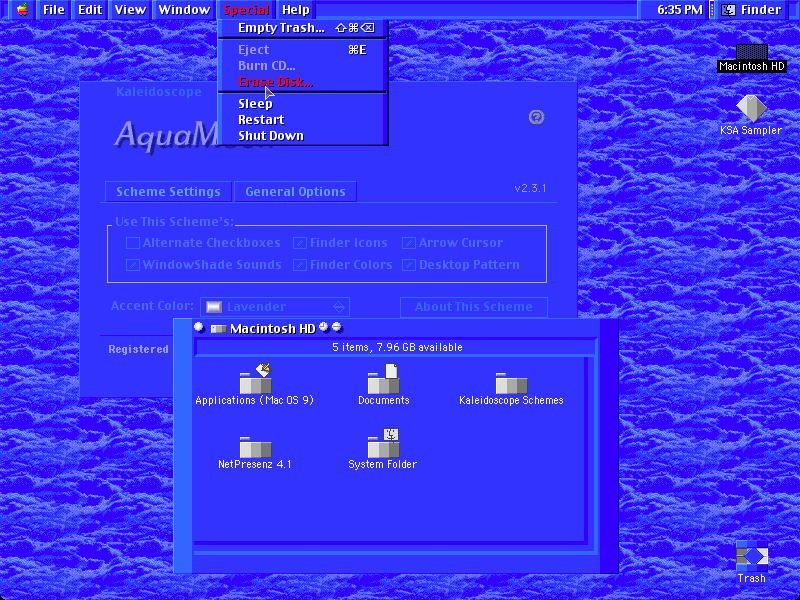 File Edit View Window Special Help 6:35 PM Finder
Empty Trash... ⇧⌘⌫
Eject ⌘E
Burn CD...
Erase Disk...
Sleep
Restart
Shut Down
Macintosh HD
KSA Sampler
Kaleidoscope
v2.3.1
Scheme Settings General Options
Use This Scheme's:
Alternate Checkboxes Finder Icons Arrow Cursor
WindowShade Sounds Finder Colors Desktop Pattern
Accent Color: Lavender About This Scheme
Registered
Macintosh HD
5 items, 7.96 GB available
Applications (Mac OS 9) Documents Kaleidoscope Schemes
NetPresenz 4.1 System Folder
Trash